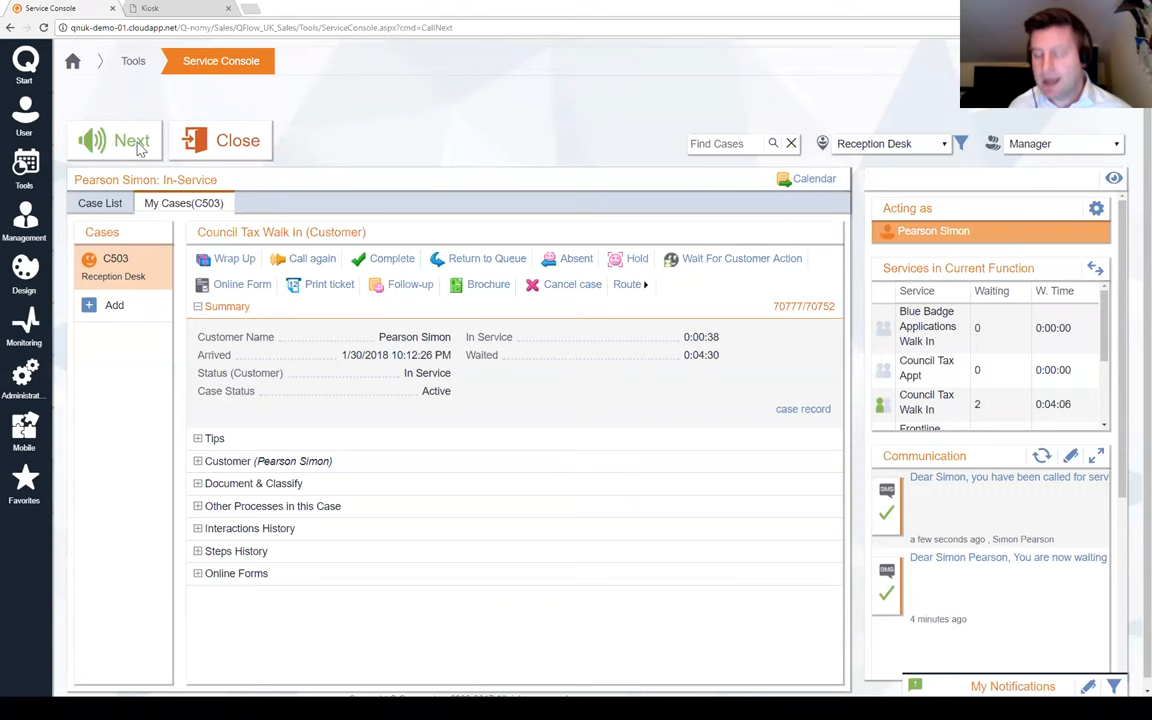 Service Console
Kiosk
qnuk-demo-01.cloudapp.net/Q-nomy/Sales/QFlow_UK_Sales/Tools/ServiceConsole.aspx?cmd=CallNext
Start
User
Tools
Management
Design
Monitoring
Administrat...
Mobile
Favorites
Tools
Service Console
Next
Close
Find Cases
Reception Desk
Manager
Pearson Simon: In-Service
Calendar
Case List
My Cases(C503)
Cases
C503
Reception Desk
Add
Council Tax Walk In (Customer)
Wrap Up
Call again
Complete
Return to Queue
Absent
Hold
Wait For Customer Action
Online Form
Print ticket
Follow-up
Brochure
Cancel case
Route
Summary
70777/70752
Customer Name Pearson Simon In Service 0:00:38
Arrived 1/30/2018 10:12:26 PM Waited 0:04:30
Status (Customer) In Service
Case Status Active
case record
Tips
Customer (Pearson Simon)
Document & Classify
Other Processes in this Case
Interactions History
Steps History
Online Forms
Acting as
Pearson Simon
Services in Current Function
Service Waiting W. Time
Blue Badge
Applications 0 0:00:00
Walk In
Council Tax
Appt 0 0:00:00
Council Tax
Walk In 2 0:04:06
Frontline
Communication
Dear Simon, you have been called for serv
a few seconds ago , Simon Pearson
Dear Simon Pearson, You are now waiting
4 minutes ago
My Notifications